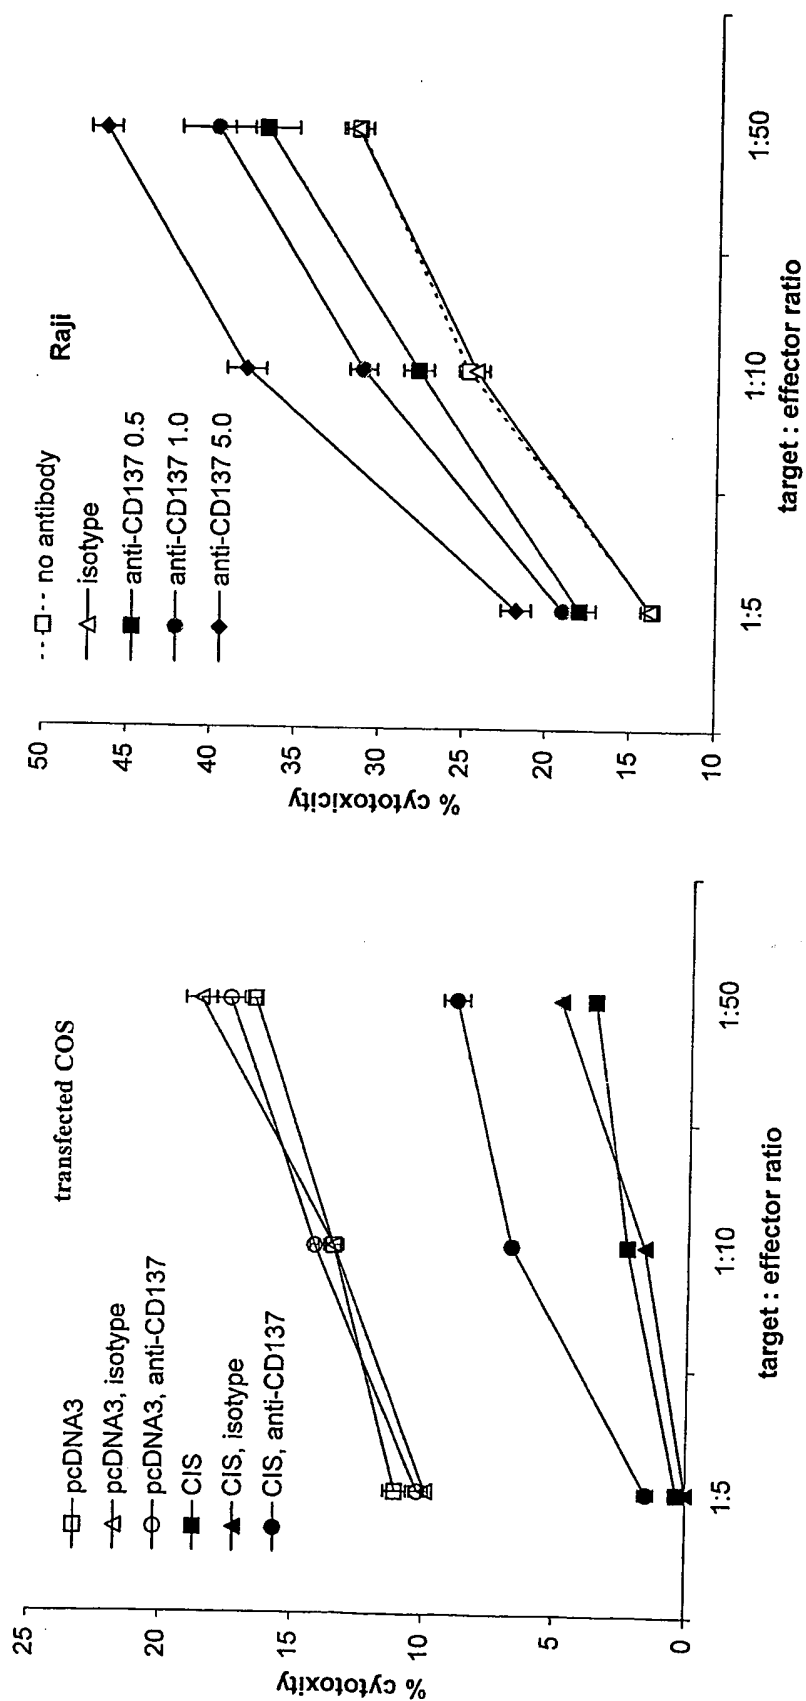 transfected COS
pcDNA3
pcDNA3, isotype
pcDNA3, anti-CD137
CIS
CIS, isotype
CIS, anti-CD137
25
20
15
10
5
0
% cytotoxity
1:5
1:10
1:50
target : effector ratio
Raji
no antibody
isotype
anti-CD137 0.5
anti-CD137 1.0
anti-CD137 5.0
50
45
40
35
30
25
20
15
10
% cytotoxicity
1:5
1:10
1:50
target : effector ratio